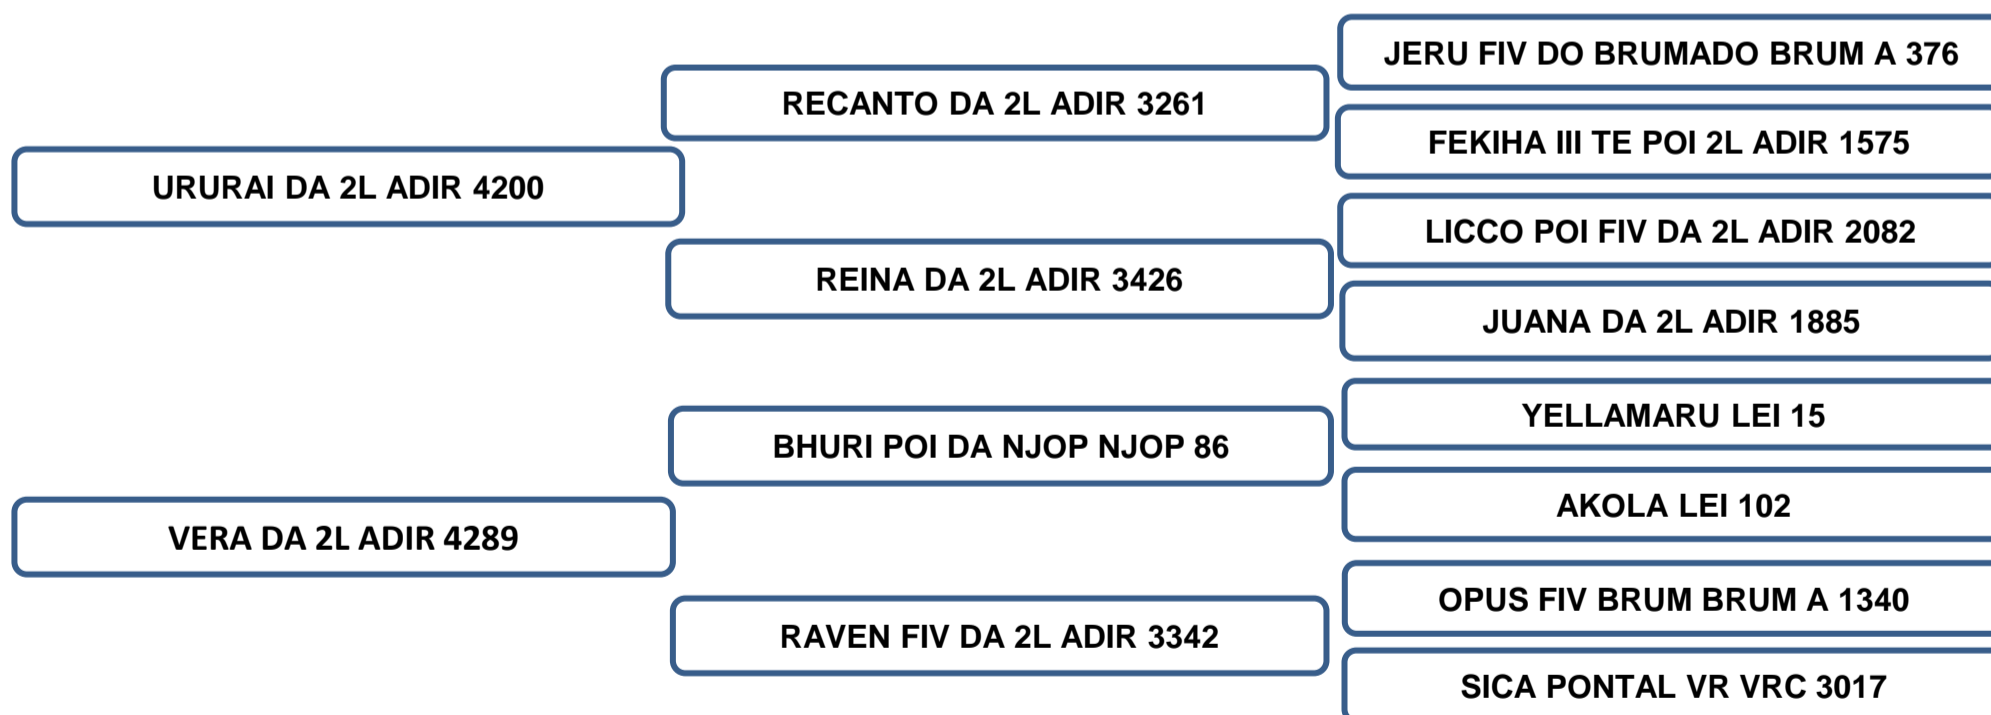 JERU FIV DO BRUMADO BRUM A 376
RECANTO DA 2L ADIR 3261
FEKIHA III TE POI 2L ADIR 1575
URURAI DA 2L ADIR 4200
LICCO POI FIV DA 2L ADIR 2082
REINA DA 2L ADIR 3426
JUANA DA 2L ADIR 1885
YELLAMARU LEI 15
BHURI POI DA NJOP NJOP 86
AKOLA LEI 102
VERA DA 2L ADIR 4289
OPUS FIV BRUM BRUM A 1340
RAVEN FIV DA 2L ADIR 3342
SICA PONTAL VR VRC 3017